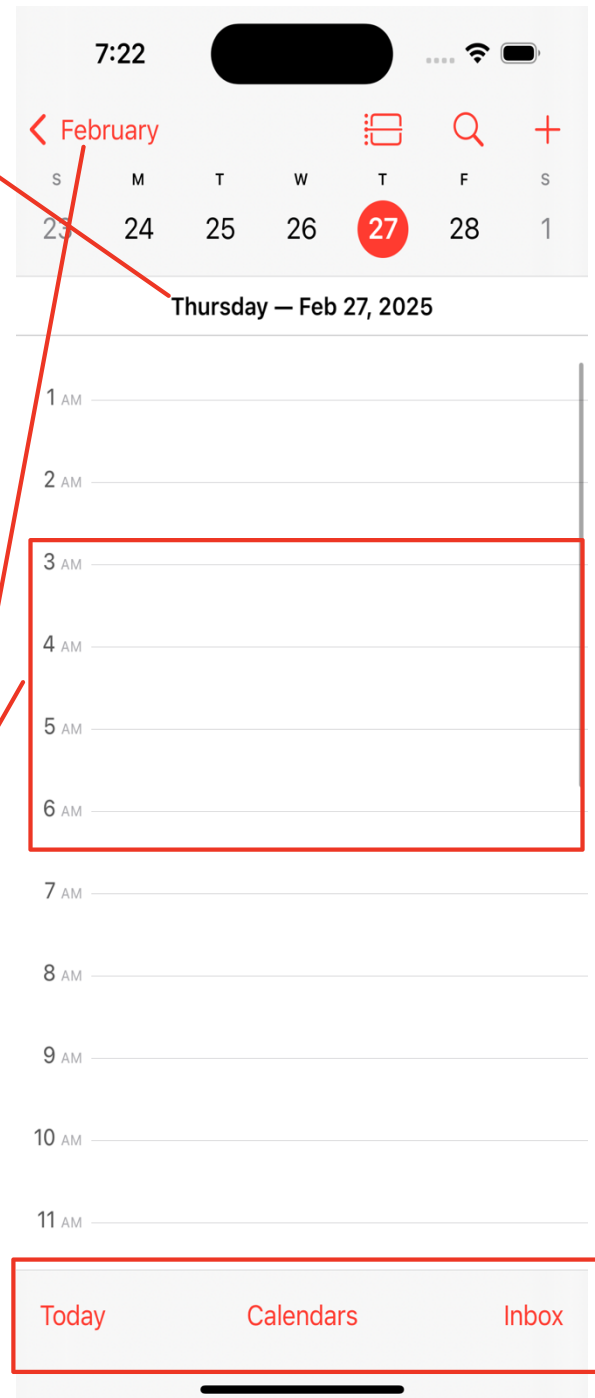 7:22
February
S M T W T F S
23 24 25 26 27 28 1
Thursday — Feb 27, 2025
1 AM
2 AM
3 AM
4 AM
5 AM
6 AM
7 AM
8 AM
9 AM
10 AM
11 AM
Today Calendars Inbox